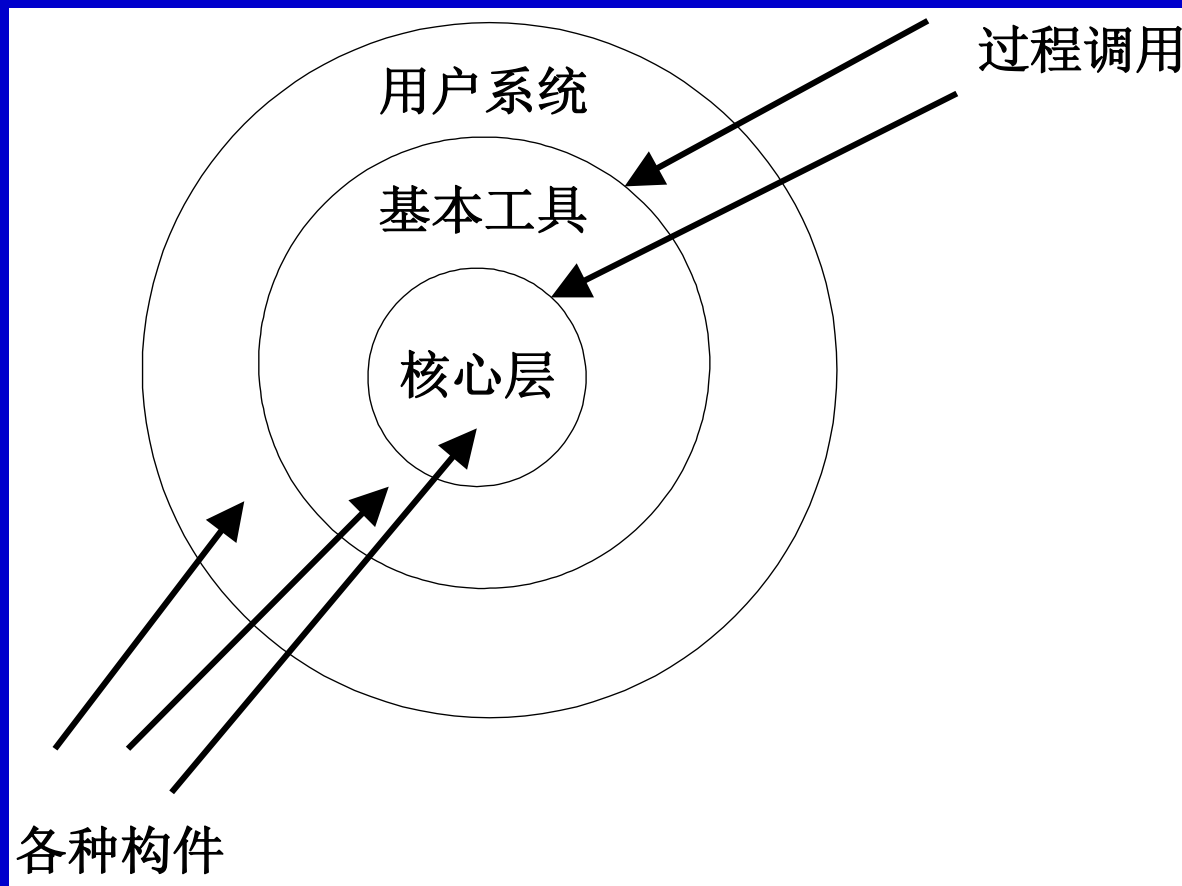 过程调用
用户系统
基本工具
核心层
各种构件